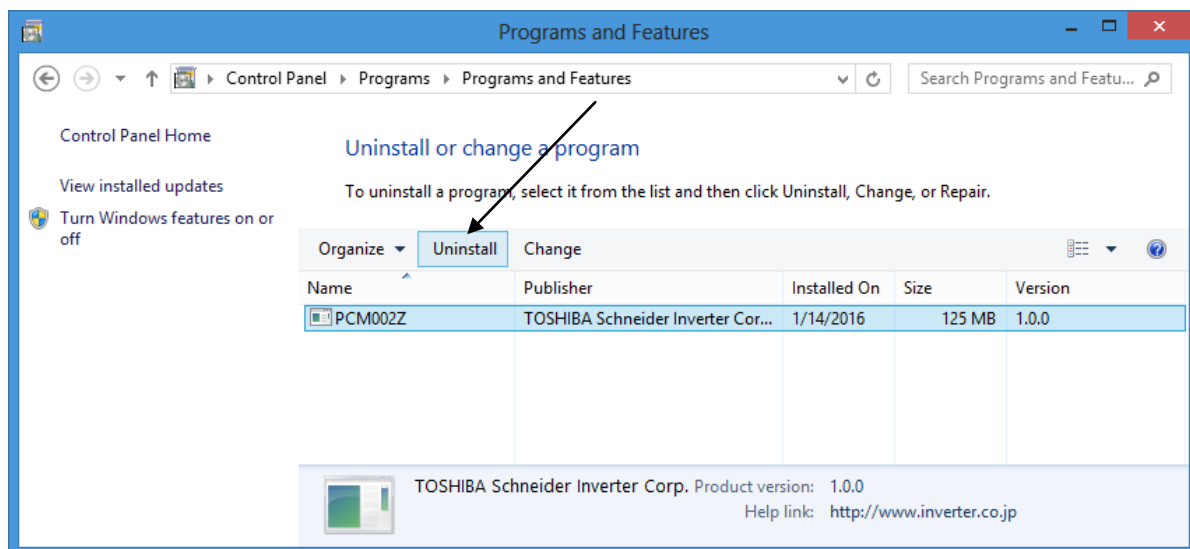 Programs and Features
Control Panel Programs Programs and Features
Search Programs and Featu...
Control Panel Home
View installed updates
Turn Windows features on or
off
Uninstall or change a program
To uninstall a program, select it from the list and then click Uninstall, Change, or Repair.
Organize Uninstall Change
Name Publisher Installed On Size Version
PCM002Z TOSHIBA Schneider Inverter Cor... 1/14/2016 125 MB 1.0.0
TOSHIBA Schneider Inverter Corp. Product version: 1.0.0
Help link: http://www.inverter.co.jp